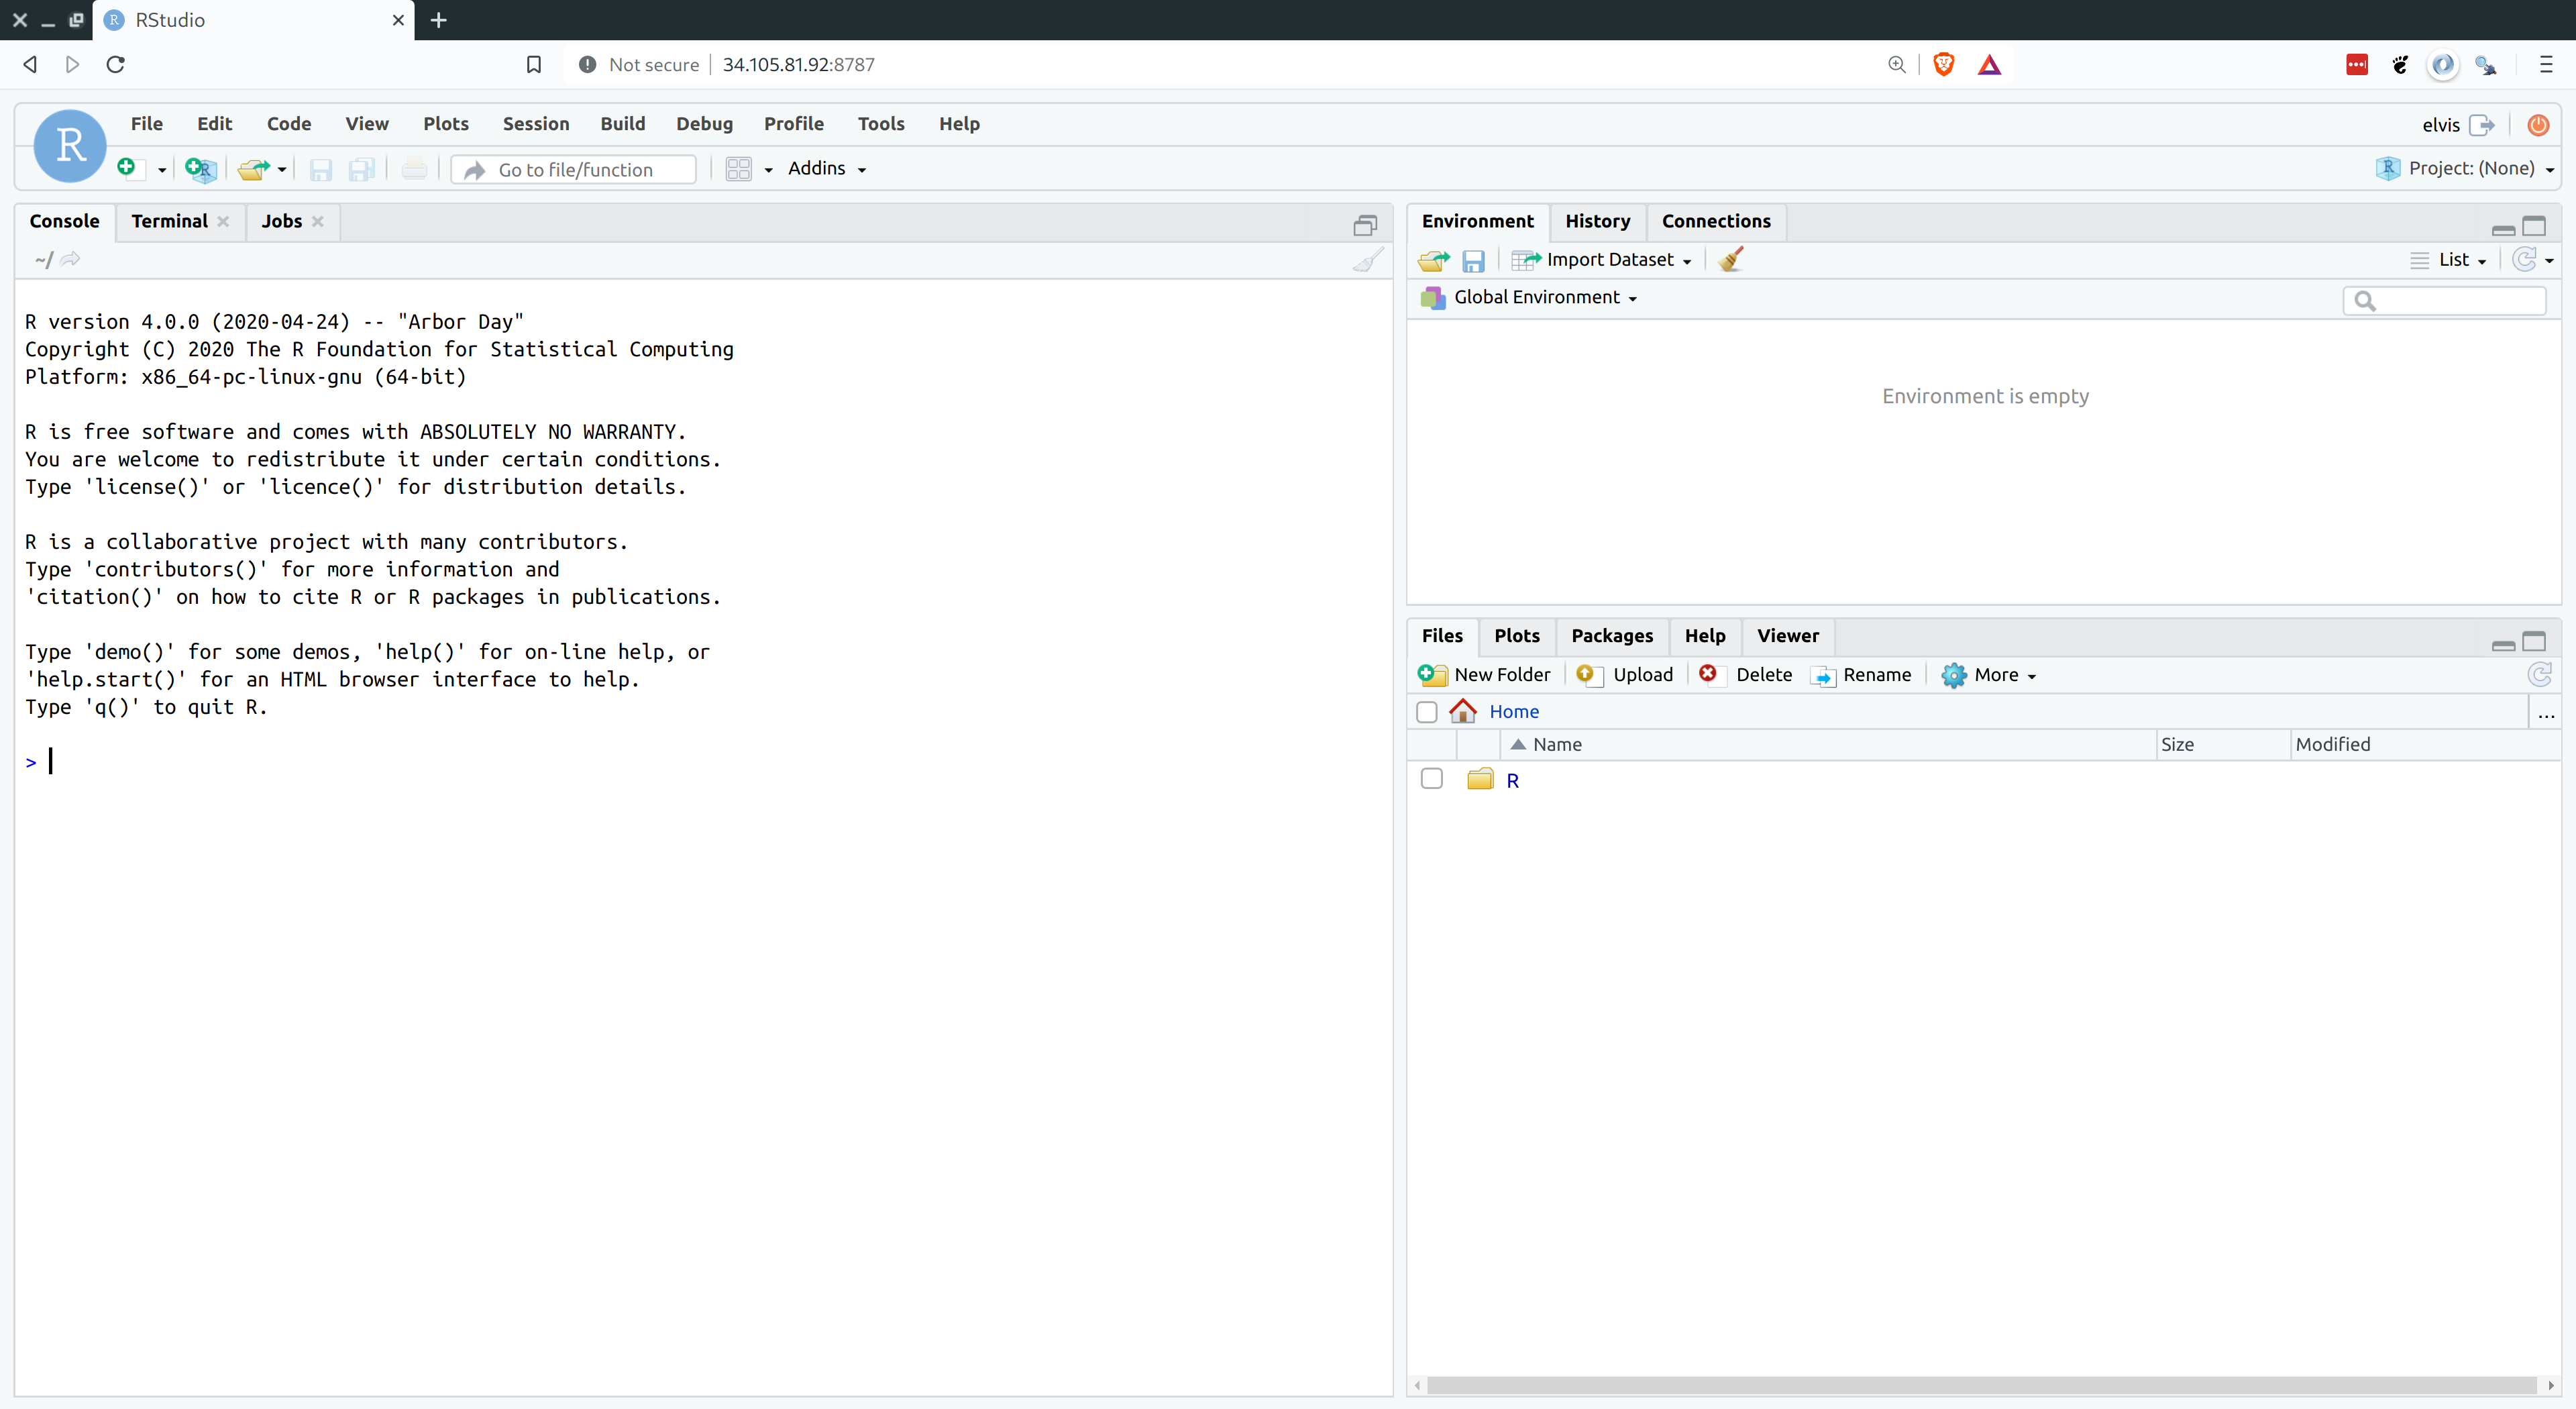 RStudio
Not secure | 34.105.81.92:8787
R
File Edit Code View Plots Session Build Debug Profile Tools Help
elvis
Go to file/function
Addins
Project: (None)
Console Terminal Jobs
~/
R version 4.0.0 (2020-04-24) -- "Arbor Day"
Copyright (C) 2020 The R Foundation for Statistical Computing
Platform: x86_64-pc-linux-gnu (64-bit)
R is free software and comes with ABSOLUTELY NO WARRANTY.
You are welcome to redistribute it under certain conditions.
Type 'license()' or 'licence()' for distribution details.
R is a collaborative project with many contributors.
Type 'contributors()' for more information and
'citation()' on how to cite R or R packages in publications.
Type 'demo()' for some demos, 'help()' for on-line help, or
'help.start()' for an HTML browser interface to help.
Type 'q()' to quit R.
>
Environment History Connections
Import Dataset
List
Global Environment
Environment is empty
Files Plots Packages Help Viewer
New Folder Upload Delete Rename More
Home
...
Name Size Modified
R